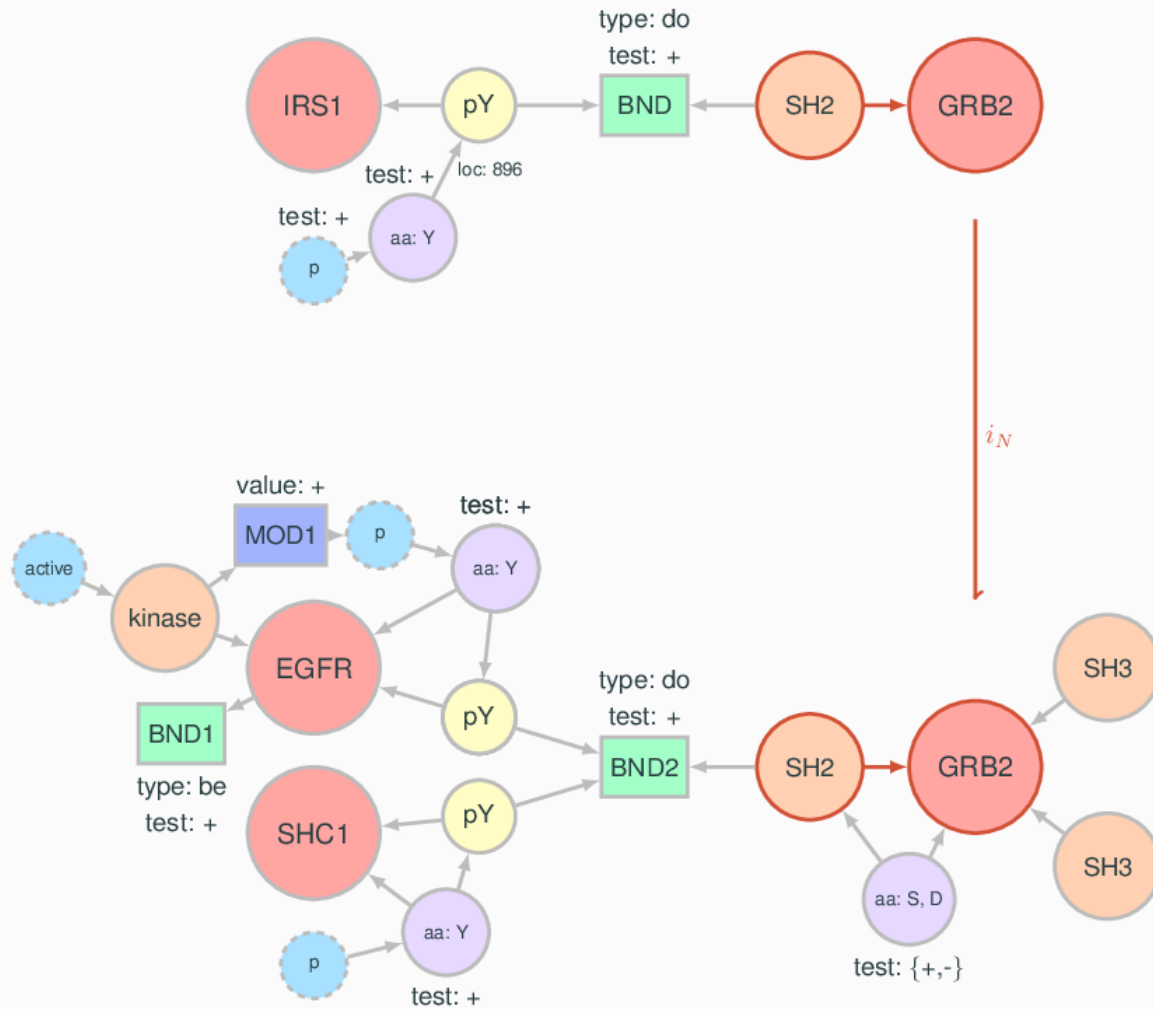 type: do
test: +
IRS1
pY
BND
SH2
GRB2
loc: 896
test: +
test: +
aa: Y
p
i_N
value: +
test: +
MOD1
p
active
aa: Y
kinase
EGFR
SH3
type: do
pY
test: +
BND1
BND2
SH2
GRB2
type: be
test: +
pY
SHC1
SH3
aa: S, D
aa: Y
p
test: {+,-}
test: +